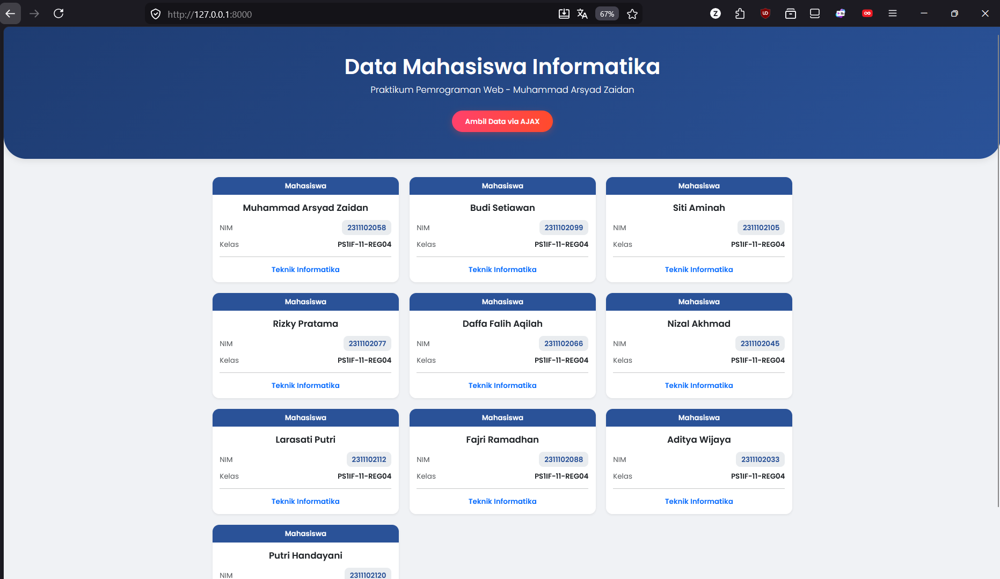 http://127.0.0.1:8000
67%
Data Mahasiswa Informatika
Praktikum Pemrograman Web - Muhammad Arsyad Zaidan
Ambil Data via AJAX
Mahasiswa
Muhammad Arsyad Zaidan
NIM 2311102058
Kelas PS1IF-11-REG04
Teknik Informatika
Mahasiswa
Budi Setiawan
NIM 2311102099
Kelas PS1IF-11-REG04
Teknik Informatika
Mahasiswa
Siti Aminah
NIM 2311102105
Kelas PS1IF-11-REG04
Teknik Informatika
Mahasiswa
Rizky Pratama
NIM 2311102077
Kelas PS1IF-11-REG04
Teknik Informatika
Mahasiswa
Daffa Falih Aqilah
NIM 2311102066
Kelas PS1IF-11-REG04
Teknik Informatika
Mahasiswa
Nizal Akhmad
NIM 2311102045
Kelas PS1IF-11-REG04
Teknik Informatika
Mahasiswa
Larasati Putri
NIM 2311102112
Kelas PS1IF-11-REG04
Teknik Informatika
Mahasiswa
Fajri Ramadhan
NIM 2311102088
Kelas PS1IF-11-REG04
Teknik Informatika
Mahasiswa
Aditya Wijaya
NIM 2311102033
Kelas PS1IF-11-REG04
Teknik Informatika
Mahasiswa
Putri Handayani
NIM 2311102120